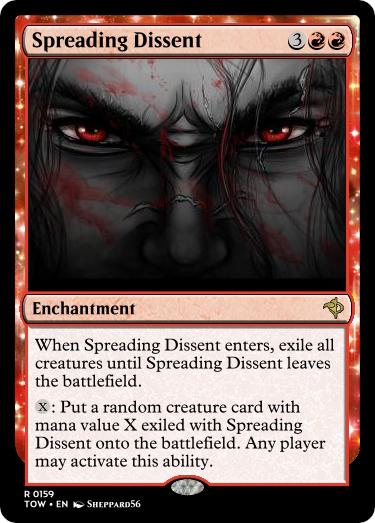 Spreading Dissent 3
Enchantment
When Spreading Dissent enters, exile all
creatures until Spreading Dissent leaves
the battlefield.
X: Put a random creature card with
mana value X exiled with Spreading
Dissent onto the battlefield. Any player
may activate this ability.
R 0159
TOW • EN Sheppard56